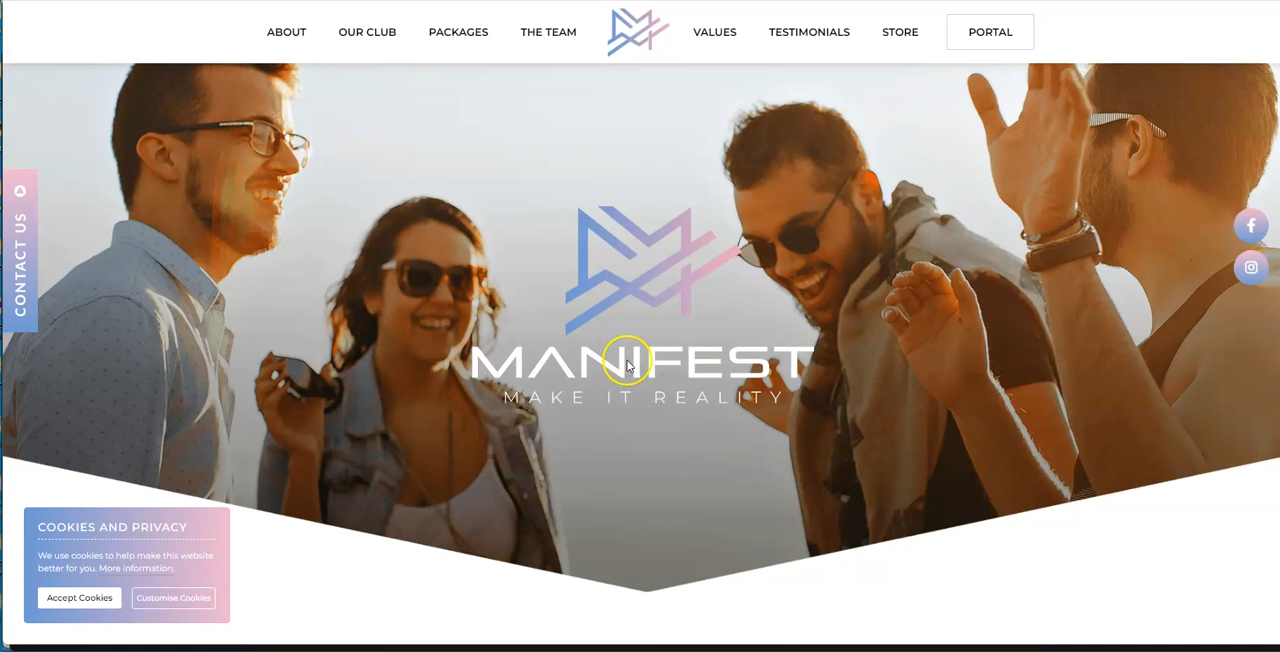 ABOUT
OUR CLUB
PACKAGES
THE TEAM
VALUES
TESTIMONIALS
STORE
PORTAL
CONTACT US
MANIFEST
MAKE IT REALITY
COOKIES AND PRIVACY
We use cookies to help make this website
better for you. More information.
Accept Cookies
Customise Cookies